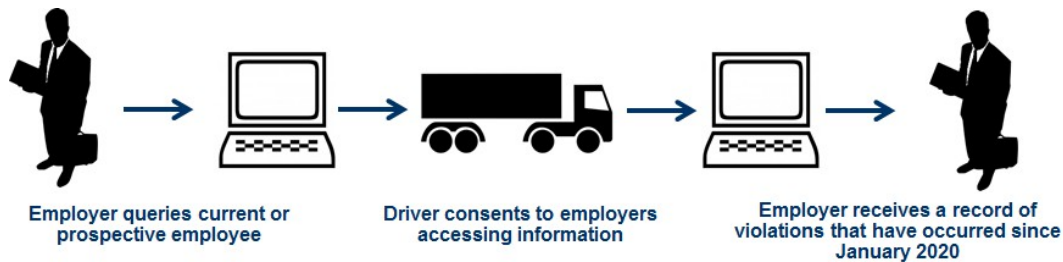 Employer queries current or
prospective employee
Driver consents to employers
accessing information
Employer receives a record of
violations that have occurred since
January 2020